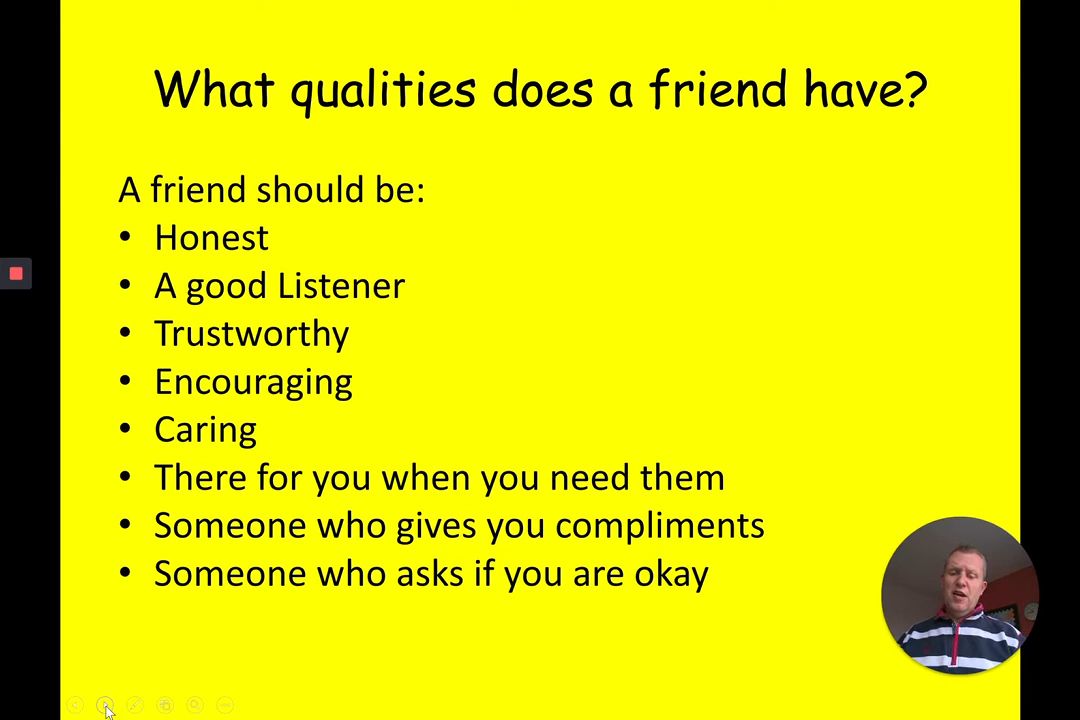 What qualities does a friend have?
A friend should be:
• Honest
• A good Listener
• Trustworthy
• Encouraging
• Caring
• There for you when you need them
• Someone who gives you compliments
• Someone who asks if you are okay